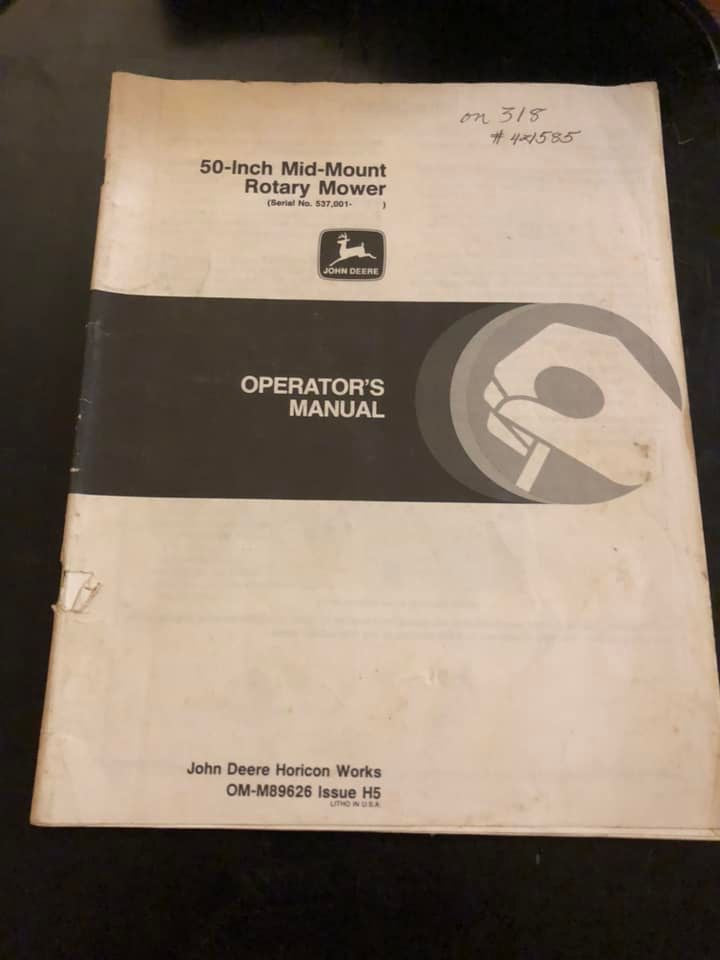 on 318
# 421585
50-Inch Mid-Mount
Rotary Mower
(Serial No. 537,001-          )
JOHN DEERE
OPERATOR'S
MANUAL
John Deere Horicon Works
OM-M89626 Issue H5
LITHO IN U.S.A.